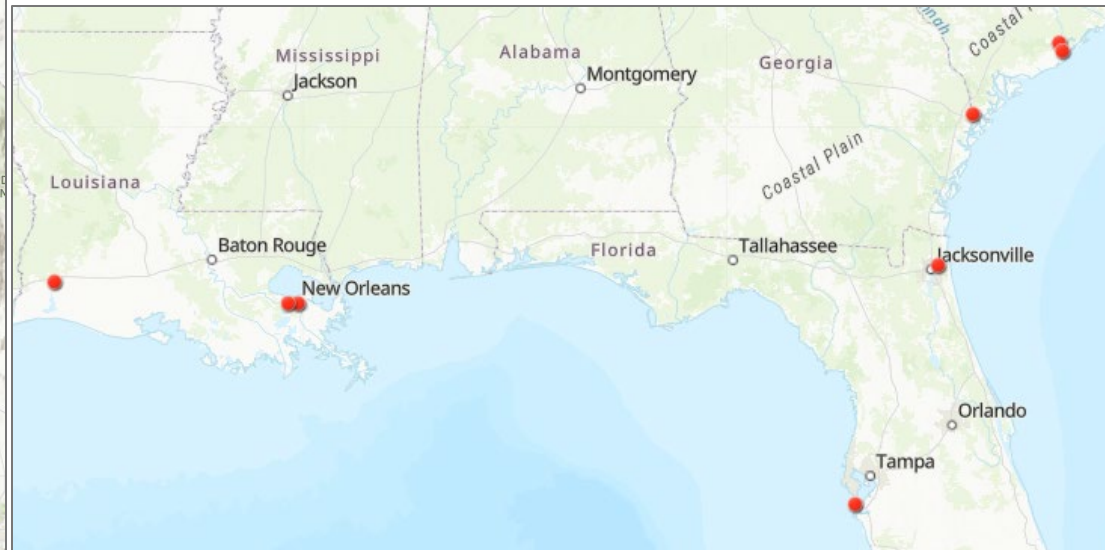 Mississippi
Jackson
Alabama
Montgomery
Georgia
Coastal
Coastal Plain
Louisiana
Baton Rouge
New Orleans
Florida
Tallahassee
Jacksonville
Orlando
Tampa